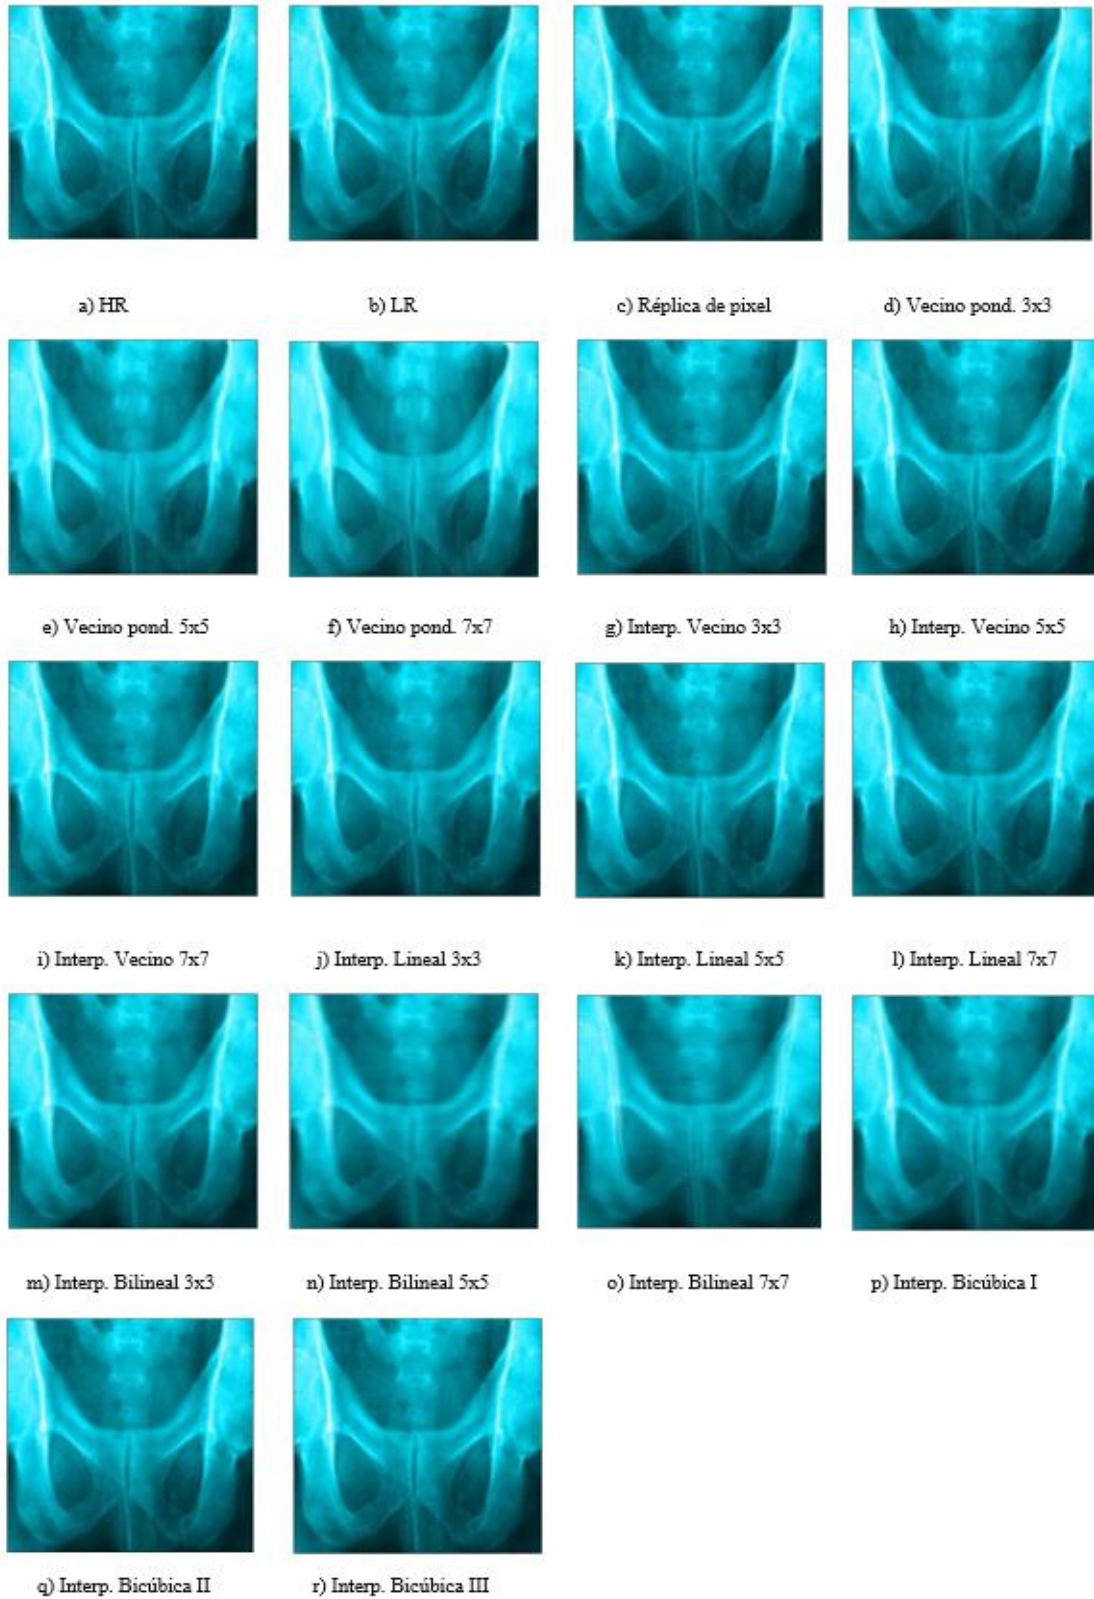 a) HR
b) LR
c) Réplica de pixel
d) Vecino pond. 3x3
e) Vecino pond. 5x5
f) Vecino pond. 7x7
g) Interp. Vecino 3x3
h) Interp. Vecino 5x5
i) Interp. Vecino 7x7
j) Interp. Lineal 3x3
k) Interp. Lineal 5x5
l) Interp. Lineal 7x7
m) Interp. Bilineal 3x3
n) Interp. Bilineal 5x5
o) Interp. Bilineal 7x7
p) Interp. Bicúbica I
q) Interp. Bicúbica II
r) Interp. Bicúbica III